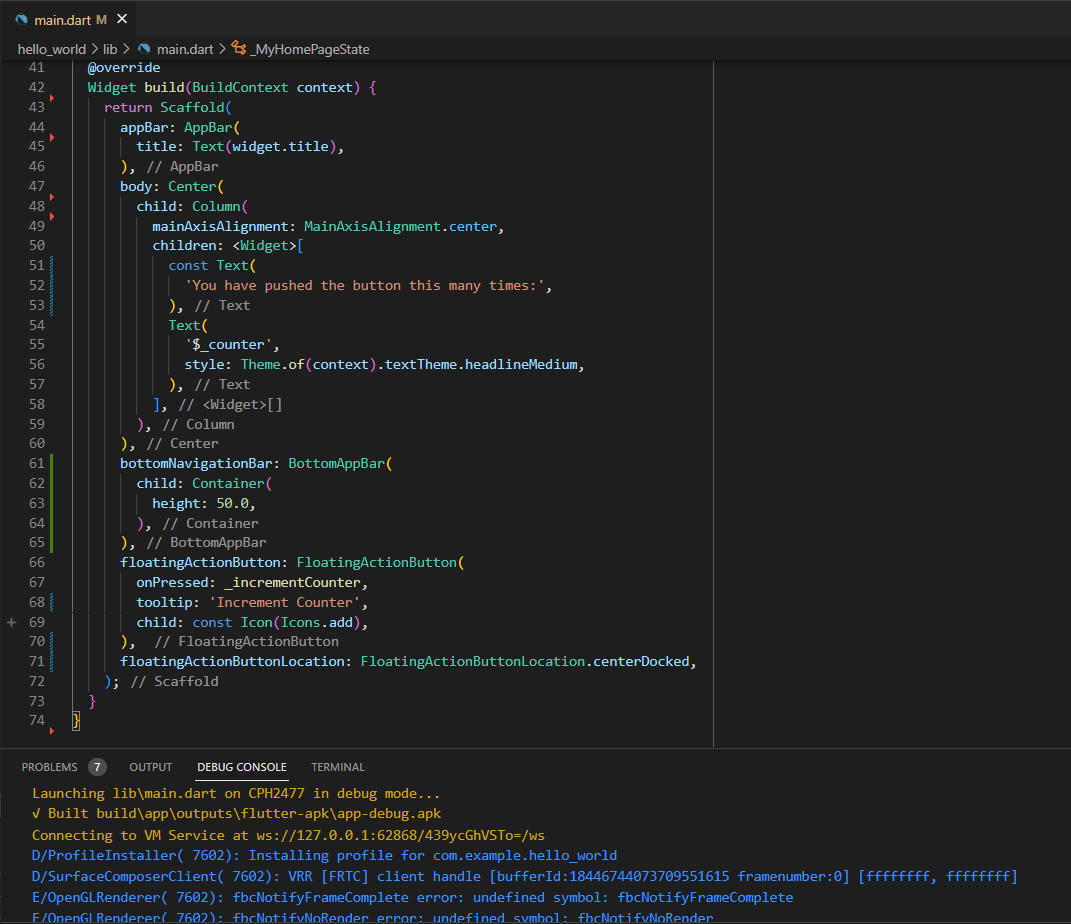 main.dart M ✕
hello_world > lib > main.dart > _MyHomePageState
41 @override
42 Widget build(BuildContext context) {
43 return Scaffold(
44 appBar: AppBar(
45 title: Text(widget.title),
46 ), // AppBar
47 body: Center(
48 child: Column(
49 mainAxisAlignment: MainAxisAlignment.center,
50 children: <Widget>[
51 const Text(
52 'You have pushed the button this many times:',
53 ), // Text
54 Text(
55 '$_counter',
56 style: Theme.of(context).textTheme.headlineMedium,
57 ), // Text
58 ], // <Widget>[]
59 ), // Column
60 ), // Center
61 bottomNavigationBar: BottomAppBar(
62 child: Container(
63 height: 50.0,
64 ), // Container
65 ), // BottomAppBar
66 floatingActionButton: FloatingActionButton(
67 onPressed: _incrementCounter,
68 tooltip: 'Increment Counter',
+ 69 child: const Icon(Icons.add),
70 ), // FloatingActionButton
71 floatingActionButtonLocation: FloatingActionButtonLocation.centerDocked,
72 ); // Scaffold
73 }
74 }
PROBLEMS 7 OUTPUT DEBUG CONSOLE TERMINAL
Launching lib\main.dart on CPH2477 in debug mode...
√ Built build\app\outputs\flutter-apk\app-debug.apk
Connecting to VM Service at ws://127.0.0.1:62868/439ycGhVSTo=/ws
D/ProfileInstaller( 7602): Installing profile for com.example.hello_world
D/SurfaceComposerClient( 7602): VRR [FRTC] client handle [bufferId:18446744073709551615 framenumber:0] [ffffffff, ffffffff]
E/OpenGLRenderer( 7602): fbcNotifyFrameComplete error: undefined symbol: fbcNotifyFrameComplete
E/OpenGLRenderer( 7602): fbcNotifyNoRender error: undefined symbol: fbcNotifyNoRender